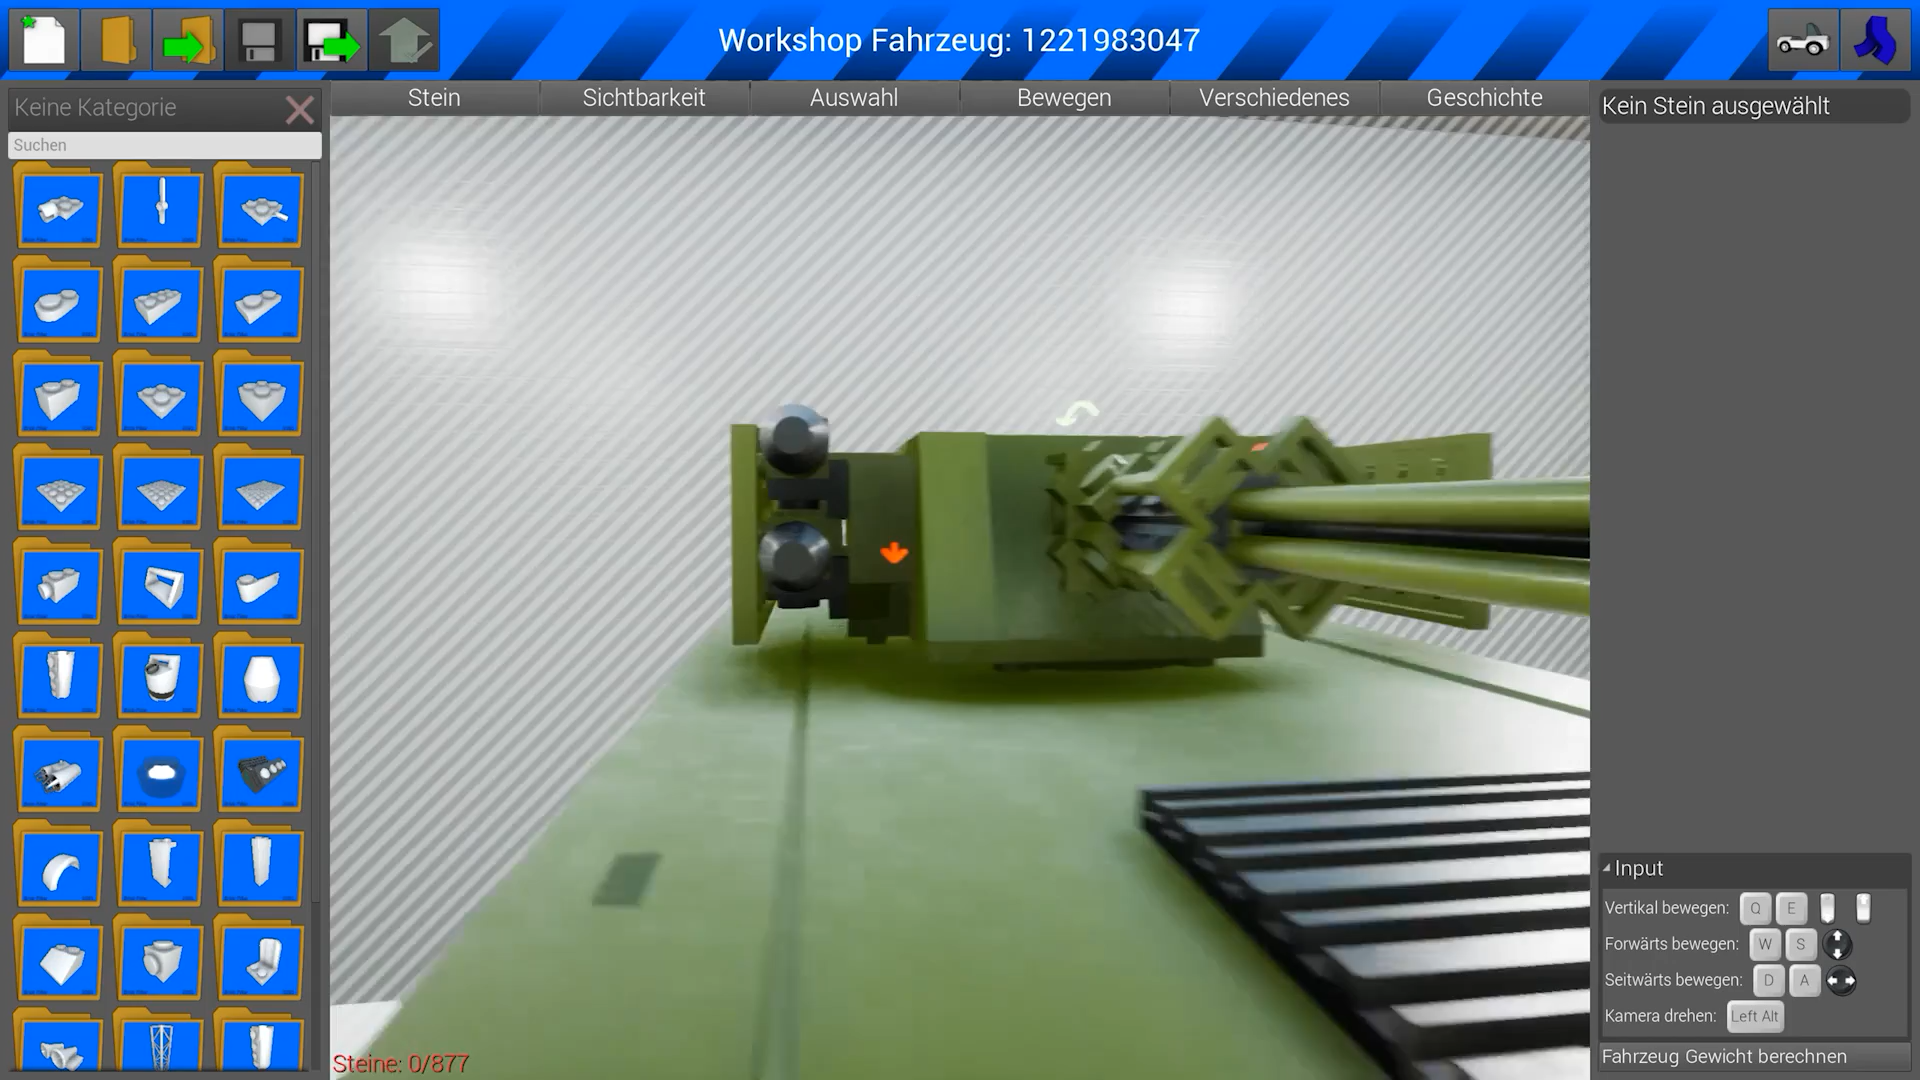 Workshop Fahrzeug: 1221983047
Keine Kategorie
Suchen
Stein
Sichtbarkeit
Auswahl
Bewegen
Verschiedenes
Geschichte
Kein Stein ausgewählt
Steine: 0/877
Input
Vertikal bewegen: Q E
Forwärts bewegen: W S
Seitwärts bewegen: D A
Kamera drehen: Left Alt
Fahrzeug Gewicht berechnen